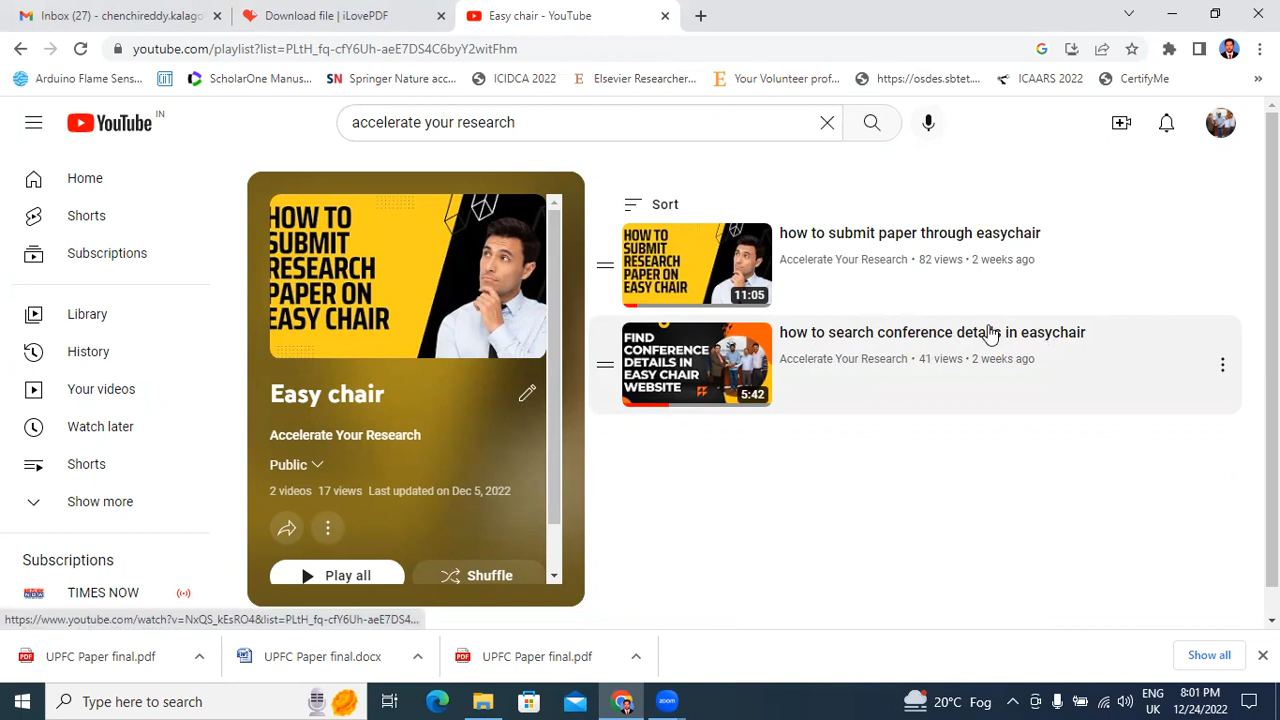 Inbox (27) - chenchireddy.kalago
Download file | iLovePDF
Easy chair - YouTube
youtube.com/playlist?list=PLtH_fq-cfY6Uh-aeE7DS4C6byY2witFhm
Arduino Flame Sens...
ScholarOne Manus...
SN Springer Nature acc...
ICIDCA 2022
E Elsevier Researcher...
Your Volunteer prof...
https://osdes.sbtet....
ICAARS 2022
CertifyMe
»
YouTube IN
accelerate your research
Home
Shorts
Subscriptions
Library
History
Your videos
Watch later
Shorts
Show more
Subscriptions
TIMES NOW
HOW TO
SUBMIT
RESEARCH
PAPER ON
EASY CHAIR
Easy chair
Accelerate Your Research
Public
2 videos 17 views Last updated on Dec 5, 2022
Play all
Shuffle
Sort
HOW TO
SUBMIT
RESEARCH
PAPER ON
EASY CHAIR
11:05
how to submit paper through easychair
Accelerate Your Research • 82 views • 2 weeks ago
FIND
CONFERENCE
DETAILS IN
EASY CHAIR
WEBSITE
5:42
how to search conference details in easychair
Accelerate Your Research • 41 views • 2 weeks ago
https://www.youtube.com/watch?v=NxQS_kEsRO4&list=PLtH_fq-cfY6Uh-aeE7DS4...
UPFC Paper final.pdf
UPFC Paper final.docx
UPFC Paper final.pdf
Show all
Type here to search
zoom
20°C Fog
ENG
UK
8:01 PM
12/24/2022